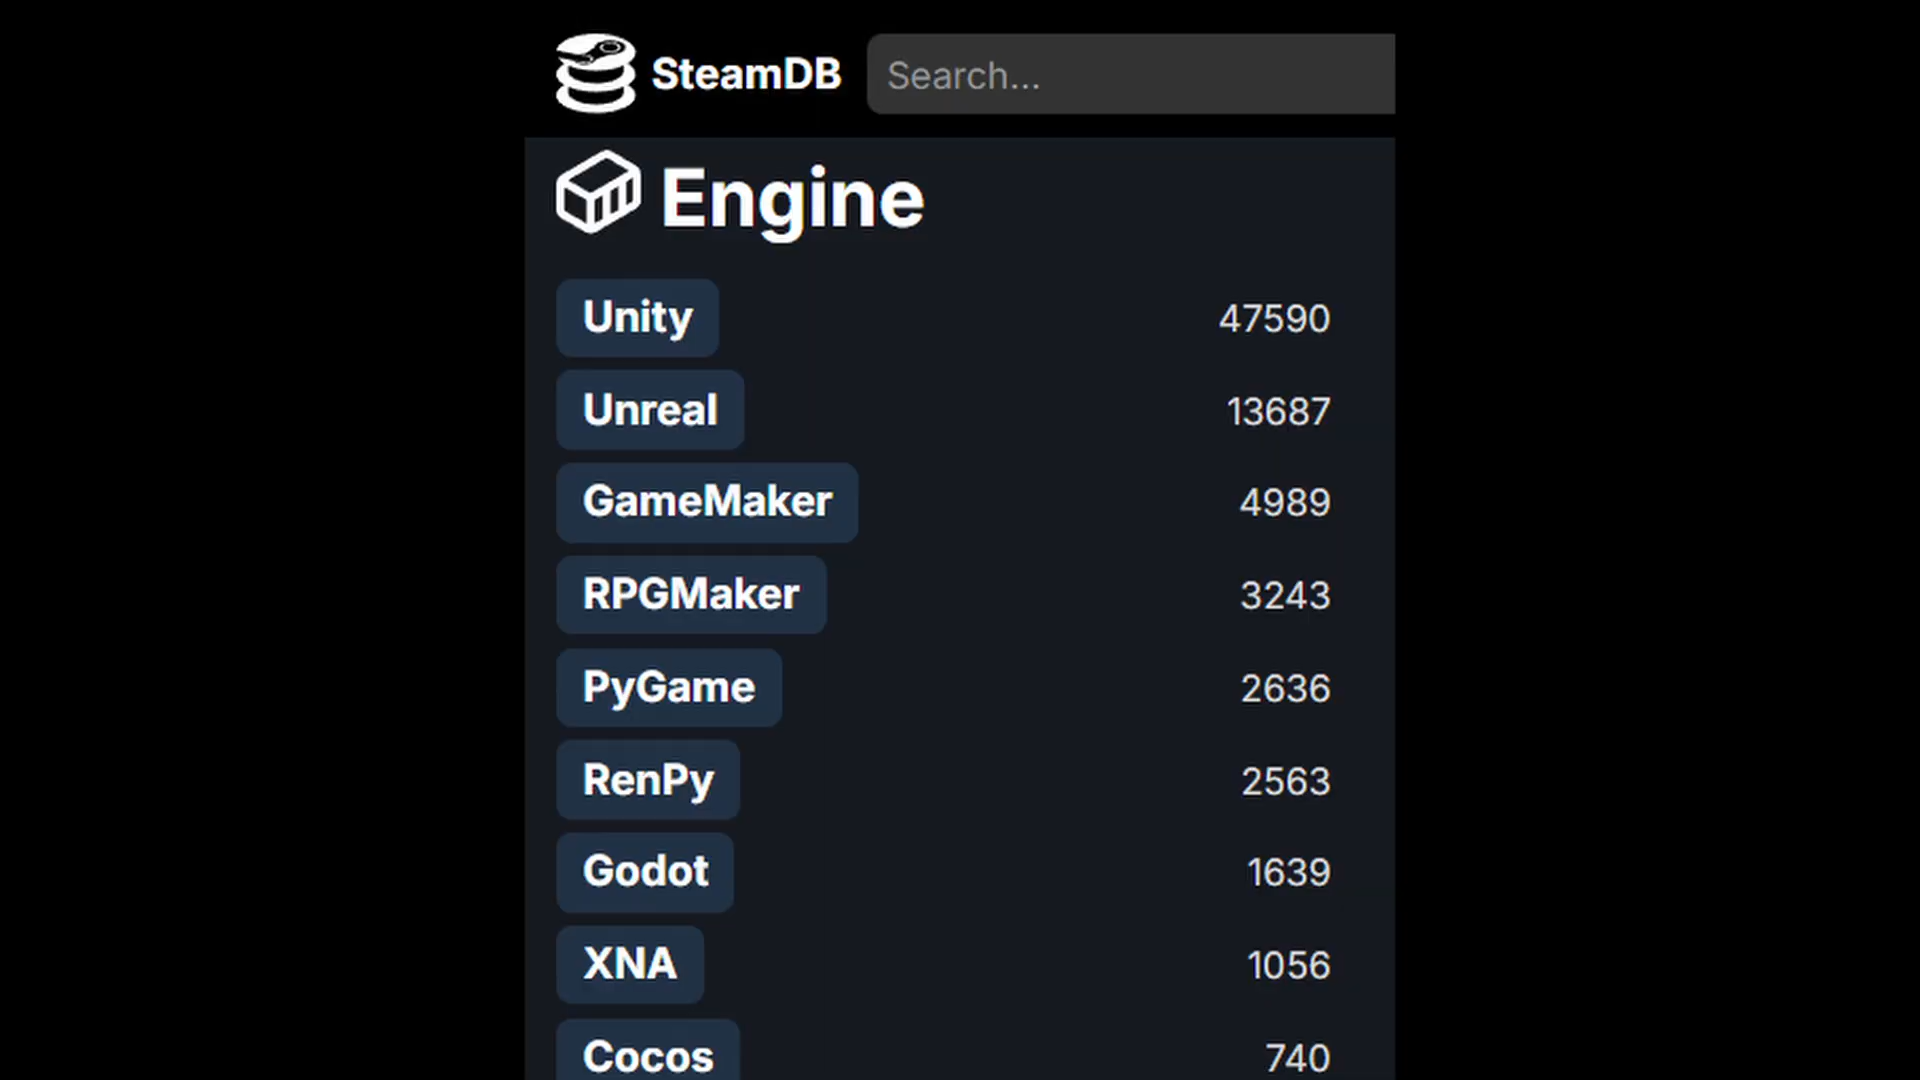 SteamDB Search...
Engine
Unity 47590
Unreal 13687
GameMaker 4989
RPGMaker 3243
PyGame 2636
RenPy 2563
Godot 1639
XNA 1056
Cocos 740